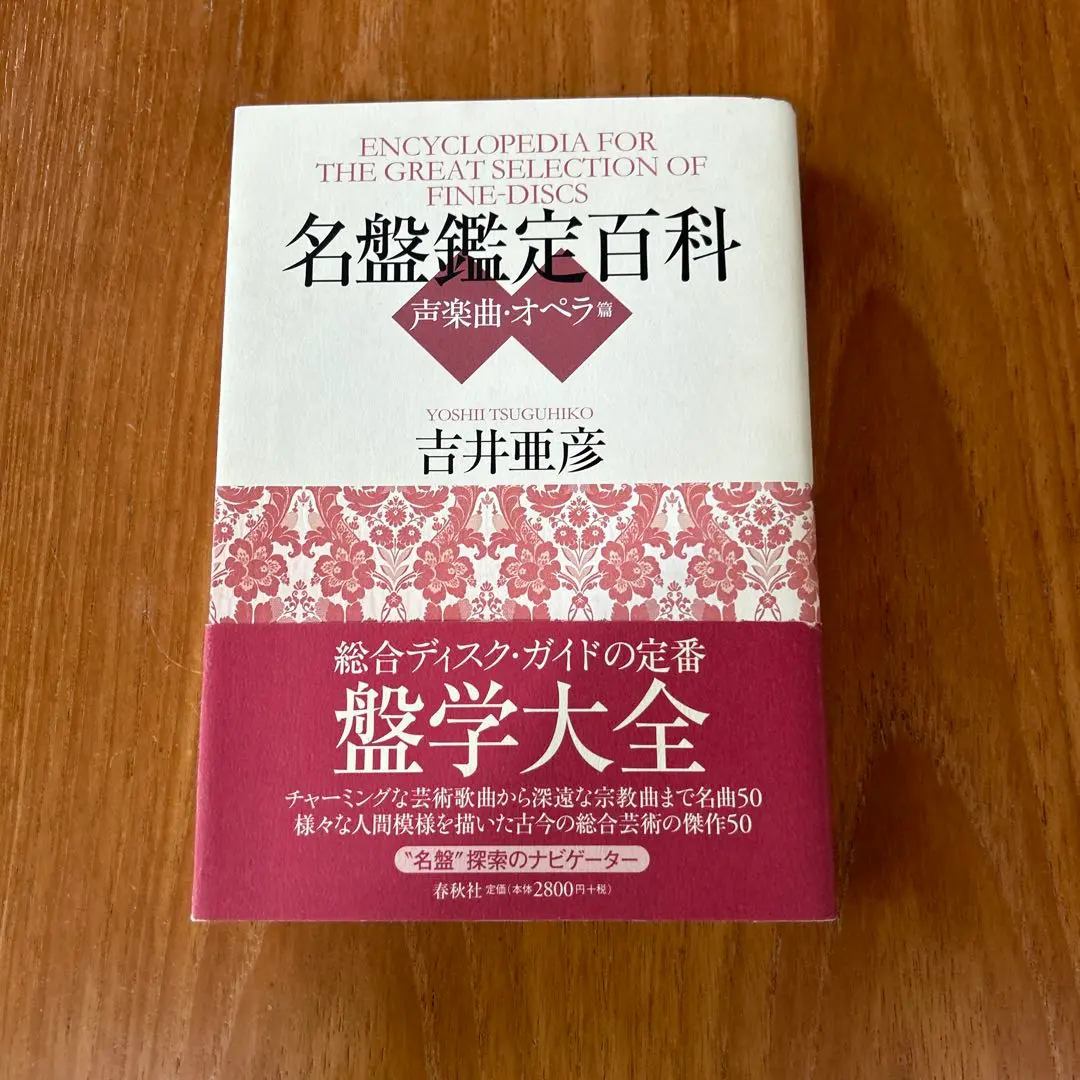 ENCYCLOPEDIA FOR
THE GREAT SELECTION OF
FINE-DISCS
名盤鑑定百科
声楽曲・オペラ篇
YOSHII TSUGUHIKO
吉井亜彦
総合ディスク・ガイドの定番
盤学大全
チャーミングな芸術歌曲から深遠な宗教曲まで名曲50
様々な人間模様を描いた古今の総合芸術の傑作50
"名盤"探索のナビゲーター
春秋社 定価(本体2800円+税)